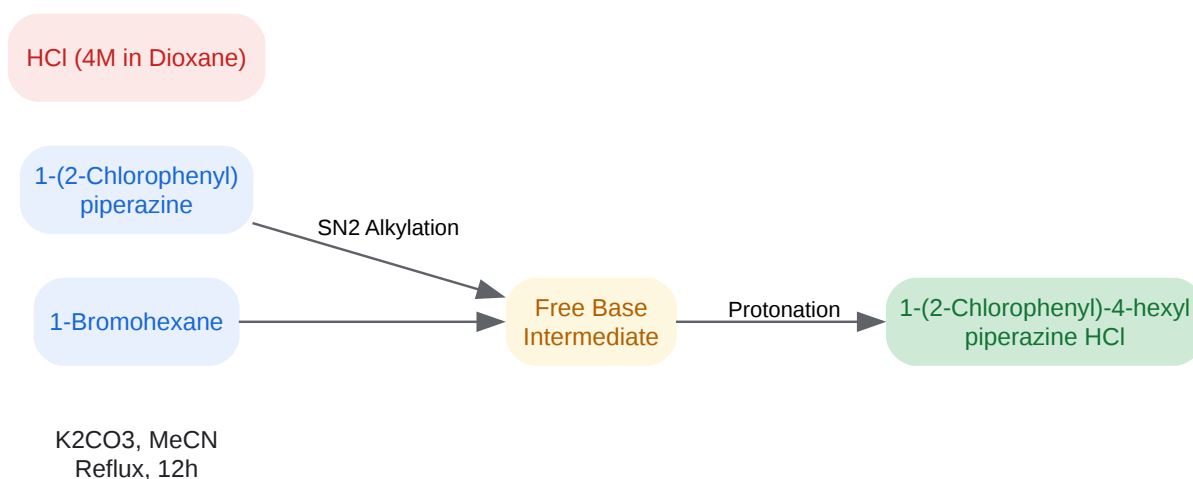 HCl (4M in Dioxane)
1-(2-Chlorophenyl)
piperazine
SN2 Alkylation
1-Bromohexane
Free Base
Intermediate
Protonation
1-(2-Chlorophenyl)-4-hexyl
piperazine HCl
K2CO3, MeCN
Reflux, 12h